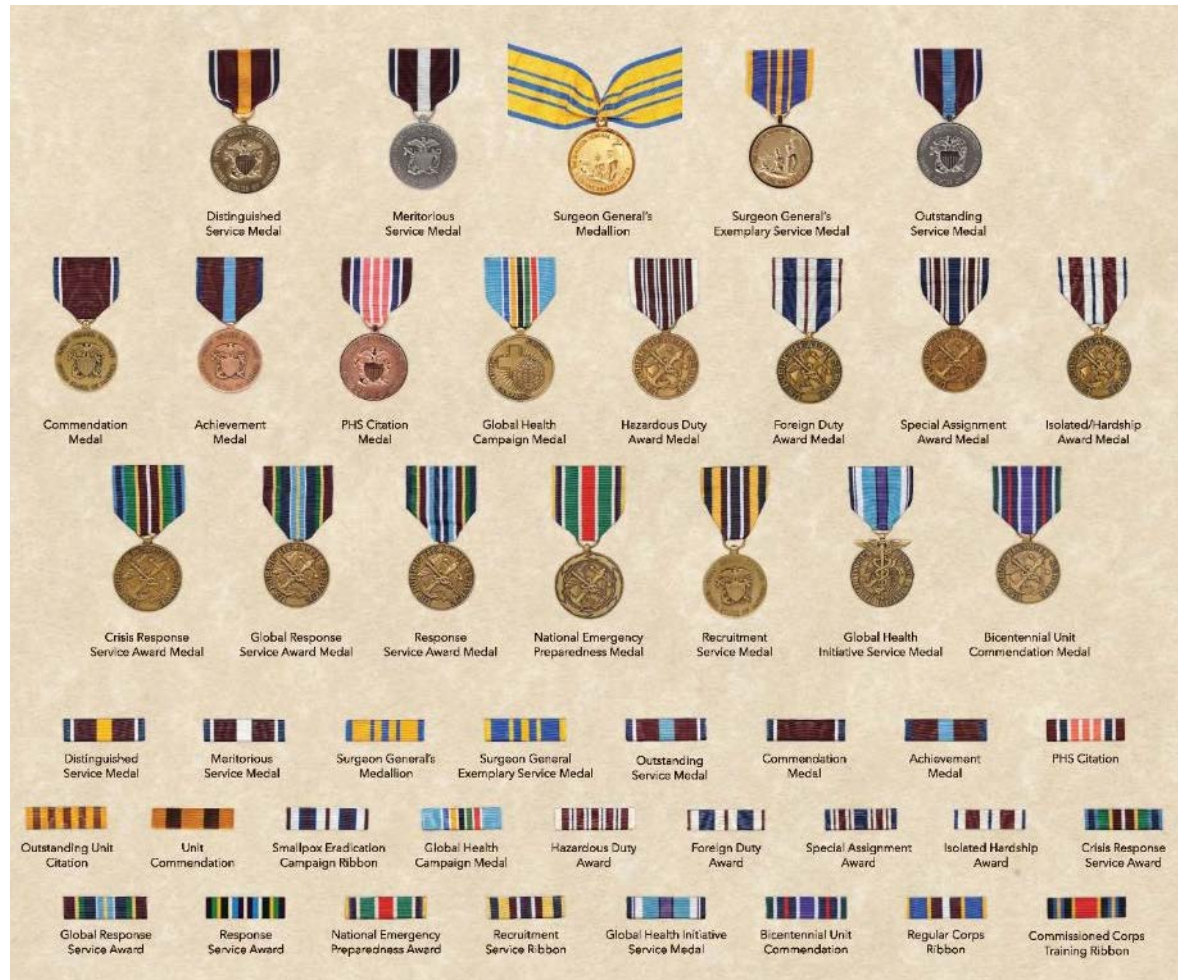 Distinguished
Service Medal
Meritorious
Service Medal
Surgeon General's
Medallion
Surgeon General's
Exemplary Service Medal
Outstanding
Service Medal
Commendation
Medal
Achievement
Medal
PHS Citation
Medal
Global Health
Campaign Medal
Hazardous Duty
Award Medal
Foreign Duty
Award Medal
Special Assignment
Award Medal
Isolated/Hardship
Award Medal
Crisis Response
Service Award Medal
Global Response
Service Award Medal
Response
Service Award Medal
National Emergency
Preparedness Medal
Recruitment
Service Medal
Global Health
Initiative Service Medal
Bicentennial Unit
Commendation Medal
Distinguished
Service Medal
Meritorious
Service Medal
Surgeon General's
Medallion
Surgeon General
Exemplary Service Medal
Outstanding
Service Medal
Commendation
Medal
Achievement
Medal
PHS Citation
Outstanding Unit
Citation
Unit
Commendation
Smallpox Eradication
Campaign Ribbon
Global Health
Campaign Medal
Hazardous Duty
Award
Foreign Duty
Award
Special Assignment
Award
Isolated Hardship
Award
Crisis Response
Service Award
Global Response
Service Award
Response
Service Award
National Emergency
Preparedness Award
Recruitment
Service Ribbon
Global Health Initiative
Service Medal
Bicentennial Unit
Commendation
Regular Corps
Ribbon
Commissioned Corps
Training Ribbon